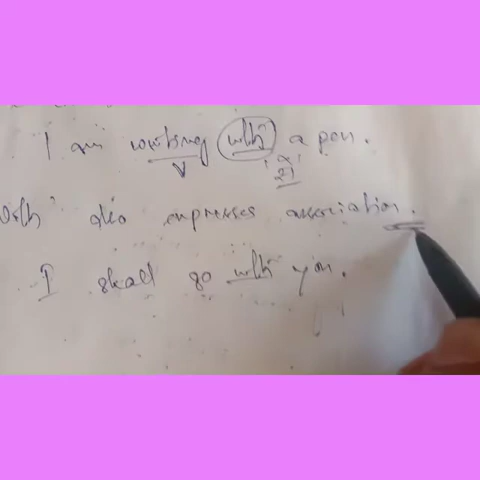 I am writing with a pen.
V
With also expresses association.
I shall go with you.